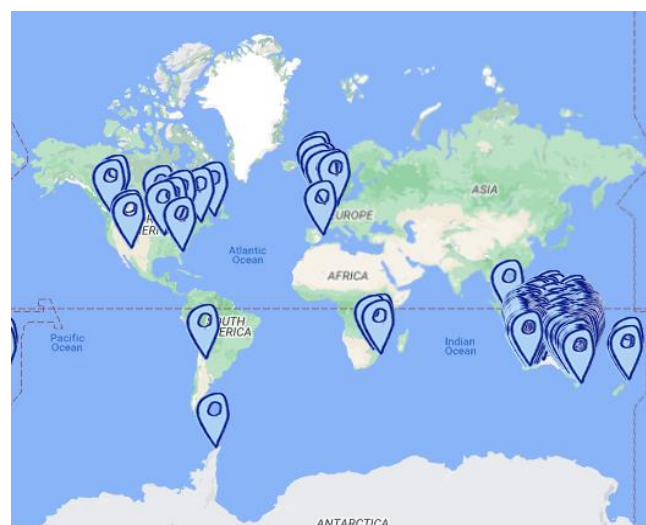 ASIA
EUROPE
Atlantic
Ocean
AFRICA
SOUTH
AMERICA
Pacific
Ocean
Indian
Ocean
ANTARCTICA